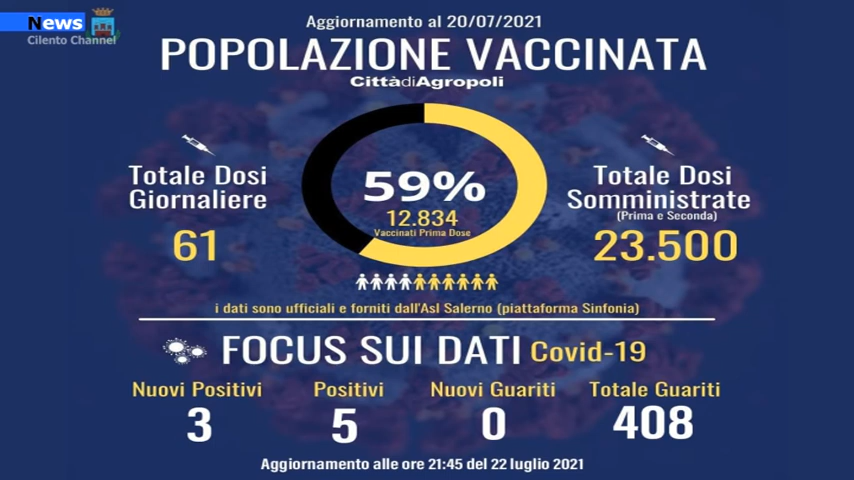 News
Cilento Channel
Aggiornamento al 20/07/2021
POPOLAZIONE VACCINATA
CittàdiAgropoli
Totale Dosi
Giornaliere
61
59%
12.834
Vaccinati Prima Dose
Totale Dosi
Somministrate
(Prima e Seconda)
23.500
i dati sono ufficiali e forniti dall'Asl Salerno (piattaforma Sinfonia)
FOCUS SUI DATI Covid-19
Nuovi Positivi
3
Positivi
5
Nuovi Guariti
0
Totale Guariti
408
Aggiornamento alle ore 21:45 del 22 luglio 2021